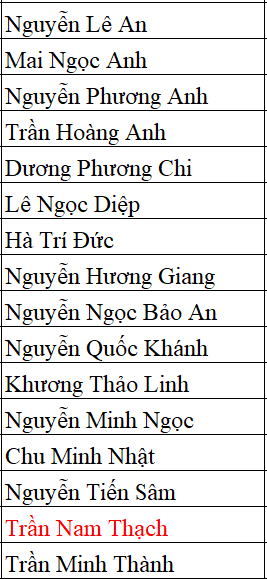 Nguyễn Lê An
Mai Ngọc Anh
Nguyễn Phương Anh
Trần Hoàng Anh
Dương Phương Chi
Lê Ngọc Diệp
Hà Trí Đức
Nguyễn Hương Giang
Nguyễn Ngọc Bảo An
Nguyễn Quốc Khánh
Khương Thảo Linh
Nguyễn Minh Ngọc
Chu Minh Nhật
Nguyễn Tiến Sâm
Trần Nam Thạch
Trần Minh Thành